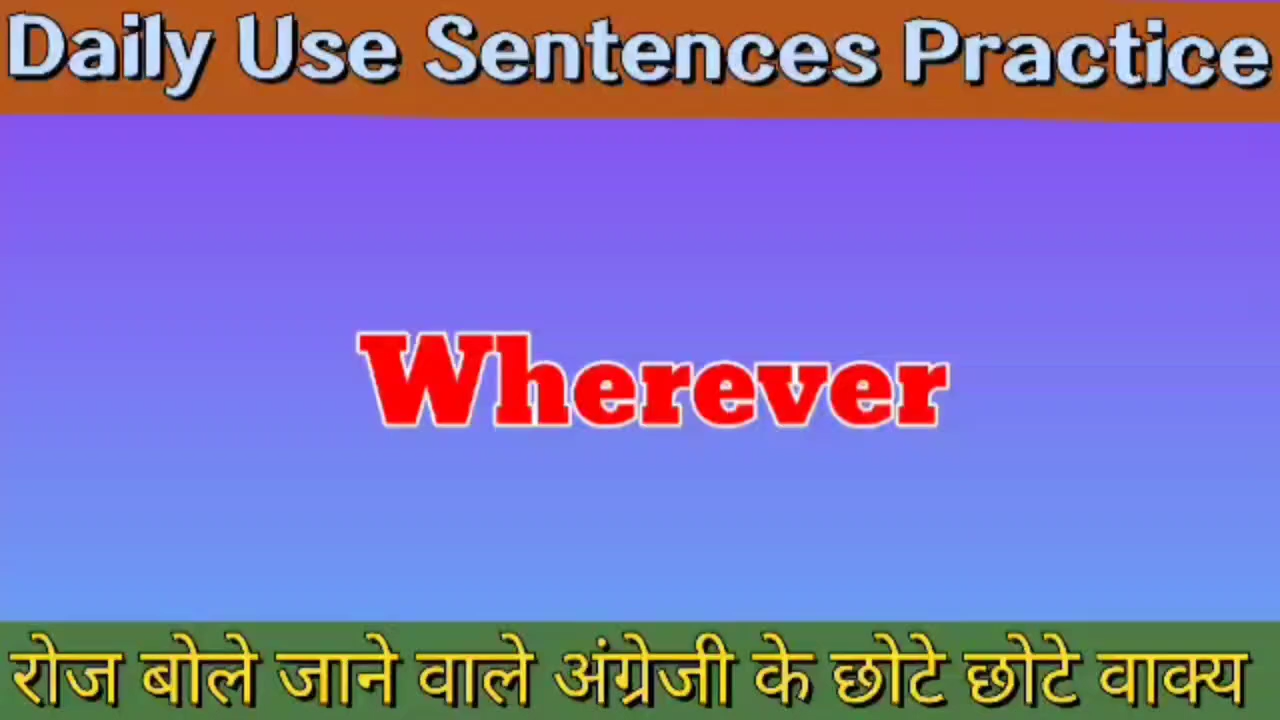 Daily Use Sentences Practice
Wherever
रोज बोले जाने वाले अंग्रेजी के छोटे छोटे वाक्य